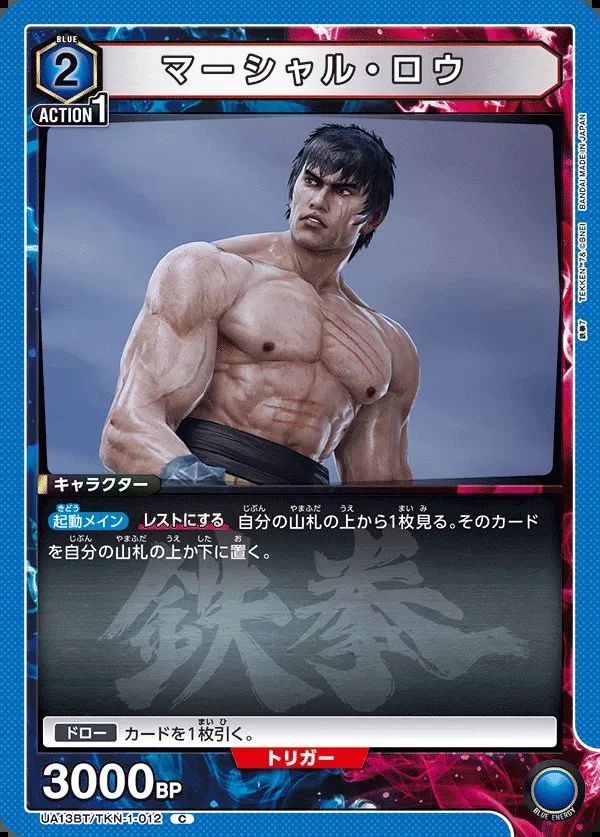 BLUE
2
マーシャル・ロウ
ACTION 1
鉄拳7 TEKKEN™7& ©BNEI BANDAI MADE IN JAPAN
キャラクター
起動メイン レストにする 自分の山札の上から1枚見る。そのカード
を自分の山札の上か下に置く。
鉄拳
ドロー カードを1枚引く。
トリガー
3000BP
BLUE ENERGY
UA13BT/TKN-1-012 C